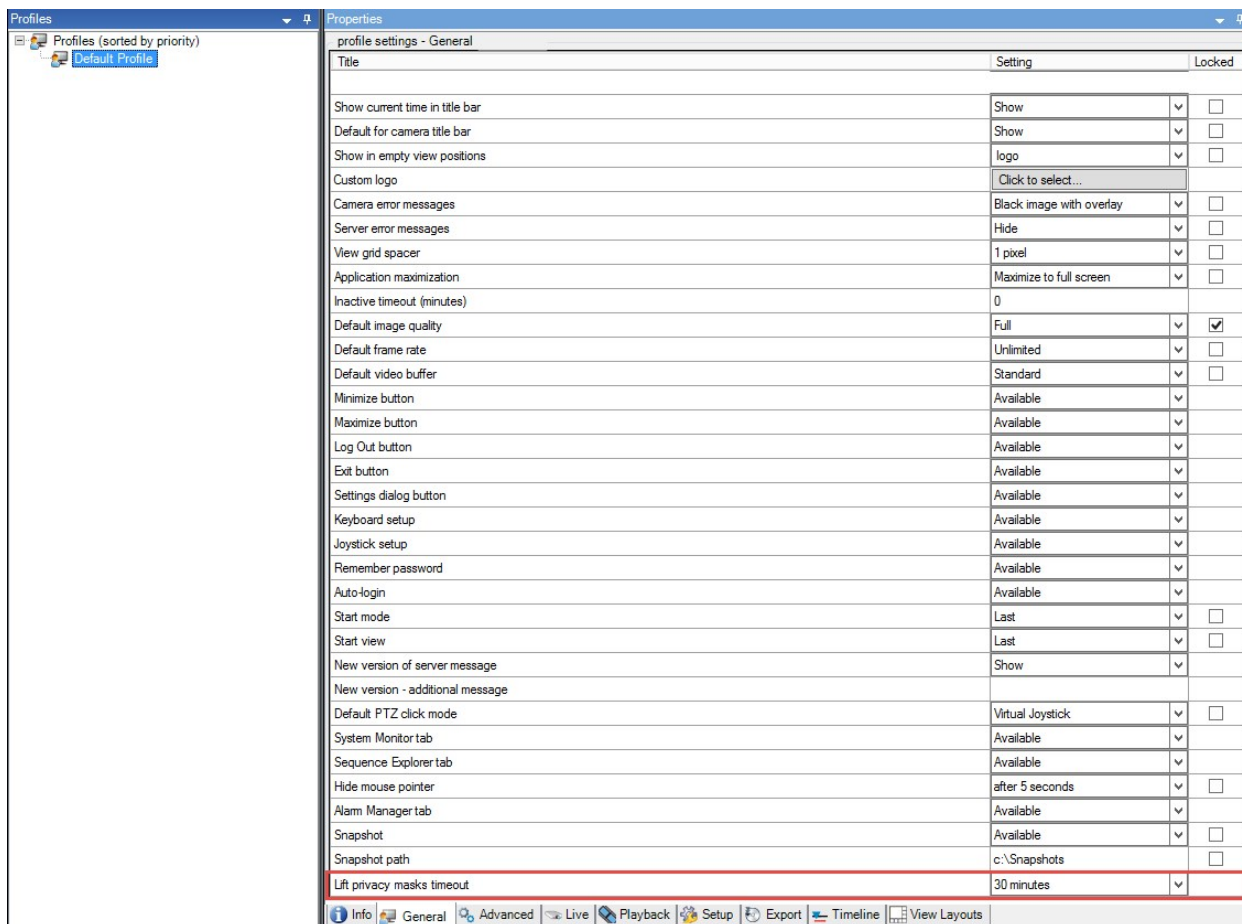 Profiles
Properties
Profiles (sorted by priority)
Default Profile
profile settings - General
Title Setting Locked
Show current time in title bar Show
Default for camera title bar Show
Show in empty view positions logo
Custom logo Click to select...
Camera error messages Black image with overlay
Server error messages Hide
View grid spacer 1 pixel
Application maximization Maximize to full screen
Inactive timeout (minutes) 0
Default image quality Full
Default frame rate Unlimited
Default video buffer Standard
Minimize button Available
Maximize button Available
Log Out button Available
Exit button Available
Settings dialog button Available
Keyboard setup Available
Joystick setup Available
Remember password Available
Auto-login Available
Start mode Last
Start view Last
New version of server message Show
New version - additional message
Default PTZ click mode Virtual Joystick
System Monitor tab Available
Sequence Explorer tab Available
Hide mouse pointer after 5 seconds
Alarm Manager tab Available
Snapshot Available
Snapshot path c:\Snapshots
Lift privacy masks timeout 30 minutes
Info General Advanced Live Playback Setup Export Timeline View Layouts